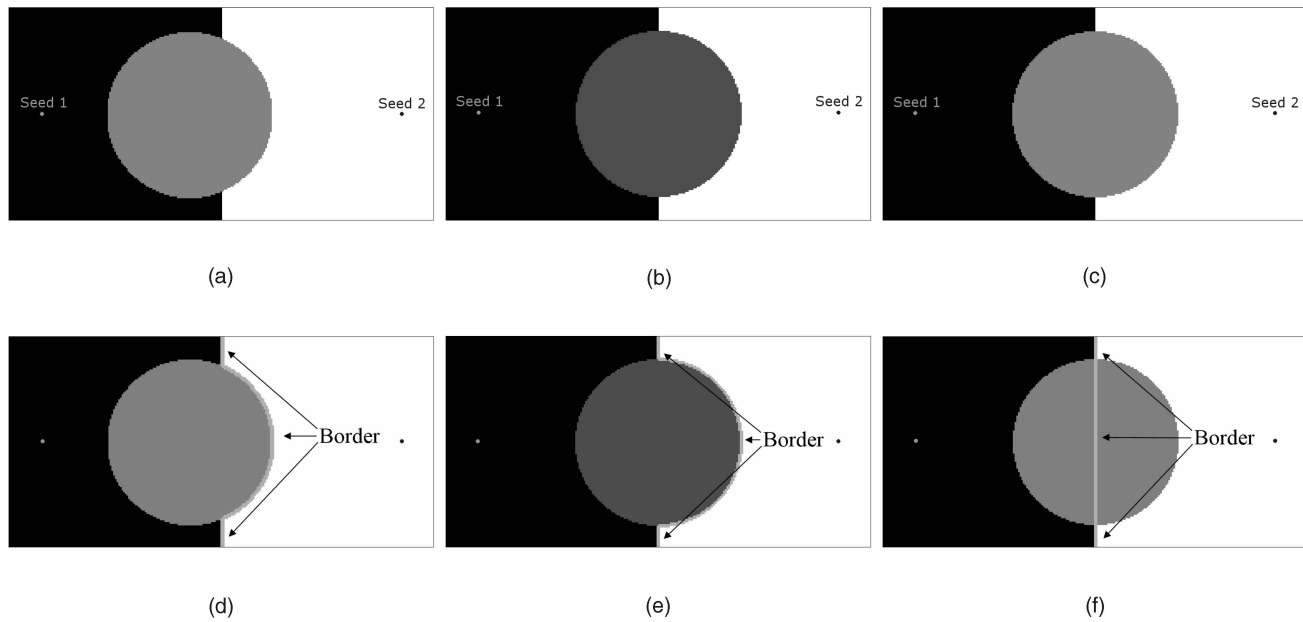 Seed 1
Seed 2
Seed 1
Seed 2
Seed 1
Seed 2
(a)
(b)
(c)
Border
Border
Border
(d)
(e)
(f)